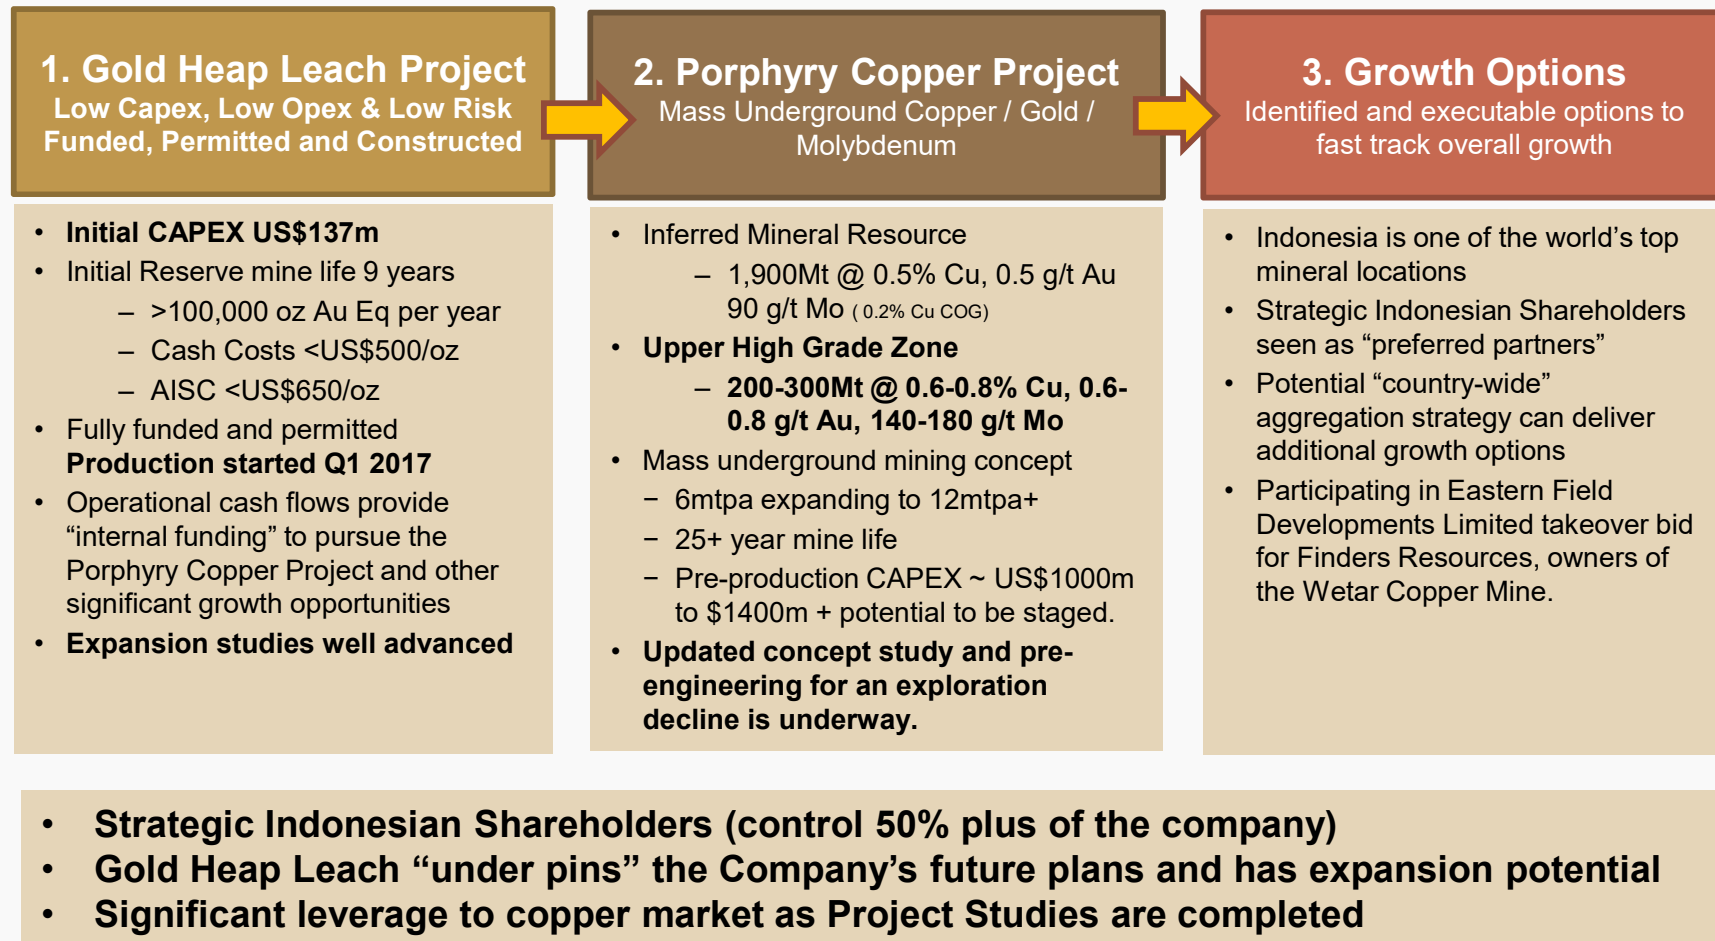 1. Gold Heap Leach Project
Low Capex, Low Opex & Low Risk
Funded, Permitted and Constructed
• Initial CAPEX US$137m
• Initial Reserve mine life 9 years
– >100,000 oz Au Eq per year
– Cash Costs <US$500/oz
– AISC <US$650/oz
• Fully funded and permitted
Production started Q1 2017
• Operational cash flows provide
“internal funding” to pursue the
Porphyry Copper Project and other
significant growth opportunities
• Expansion studies well advanced
2. Porphyry Copper Project
Mass Underground Copper / Gold /
Molybdenum
• Inferred Mineral Resource
– 1,900Mt @ 0.5% Cu, 0.5 g/t Au
90 g/t Mo ( 0.2% Cu COG)
• Upper High Grade Zone
– 200-300Mt @ 0.6-0.8% Cu, 0.6-
0.8 g/t Au, 140-180 g/t Mo
• Mass underground mining concept
− 6mtpa expanding to 12mtpa+
− 25+ year mine life
− Pre-production CAPEX ~ US$1000m
to $1400m + potential to be staged.
• Updated concept study and pre-
engineering for an exploration
decline is underway.
3. Growth Options
Identified and executable options to
fast track overall growth
• Indonesia is one of the world’s top
mineral locations
• Strategic Indonesian Shareholders
seen as “preferred partners”
• Potential “country-wide”
aggregation strategy can deliver
additional growth options
• Participating in Eastern Field
Developments Limited takeover bid
for Finders Resources, owners of
the Wetar Copper Mine.
• Strategic Indonesian Shareholders (control 50% plus of the company)
• Gold Heap Leach “under pins” the Company’s future plans and has expansion potential
• Significant leverage to copper market as Project Studies are completed